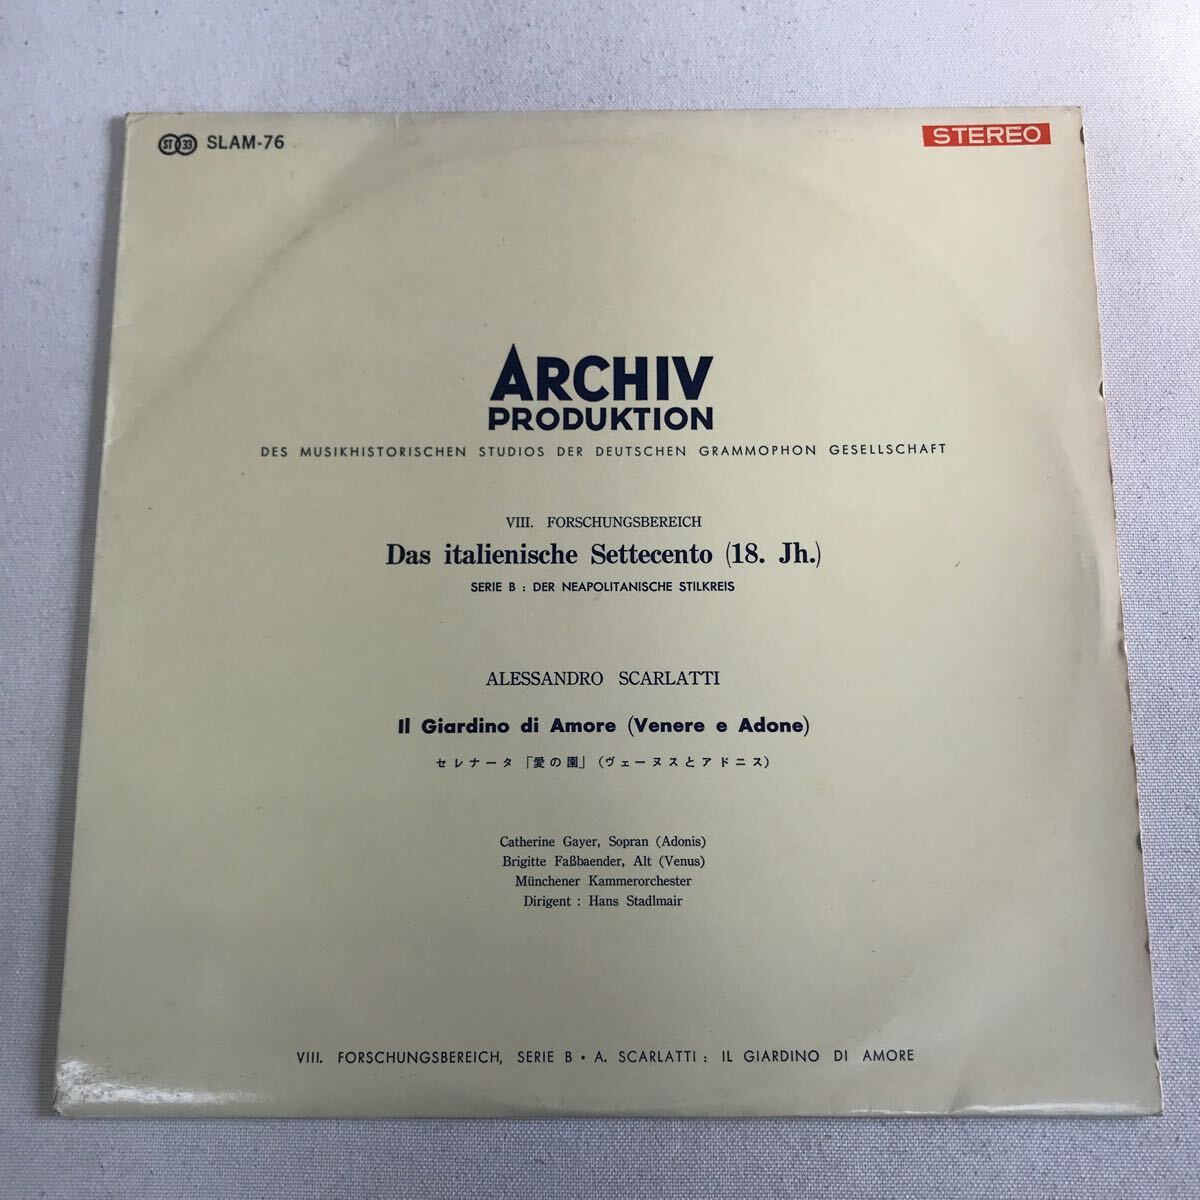 ST 33 SLAM-76
STEREO
ARCHIV
PRODUKTION
DES MUSIKHISTORISCHEN STUDIOS DER DEUTSCHEN GRAMMOPHON GESELLSCHAFT
VIII. FORSCHUNGSBEREICH
Das italienische Settecento (18. Jh.)
SERIE B : DER NEAPOLITANISCHE STILKREIS
ALESSANDRO SCARLATTI
Il Giardino di Amore (Venere e Adone)
セレナータ「愛の園」(ヴェーヌスとアドニス)
Catherine Gayer, Sopran (Adonis)
Brigitte Faßbaender, Alt (Venus)
Münchener Kammerorchester
Dirigent : Hans Stadlmair
VIII. FORSCHUNGSBEREICH, SERIE B • A. SCARLATTI : IL GIARDINO DI AMORE